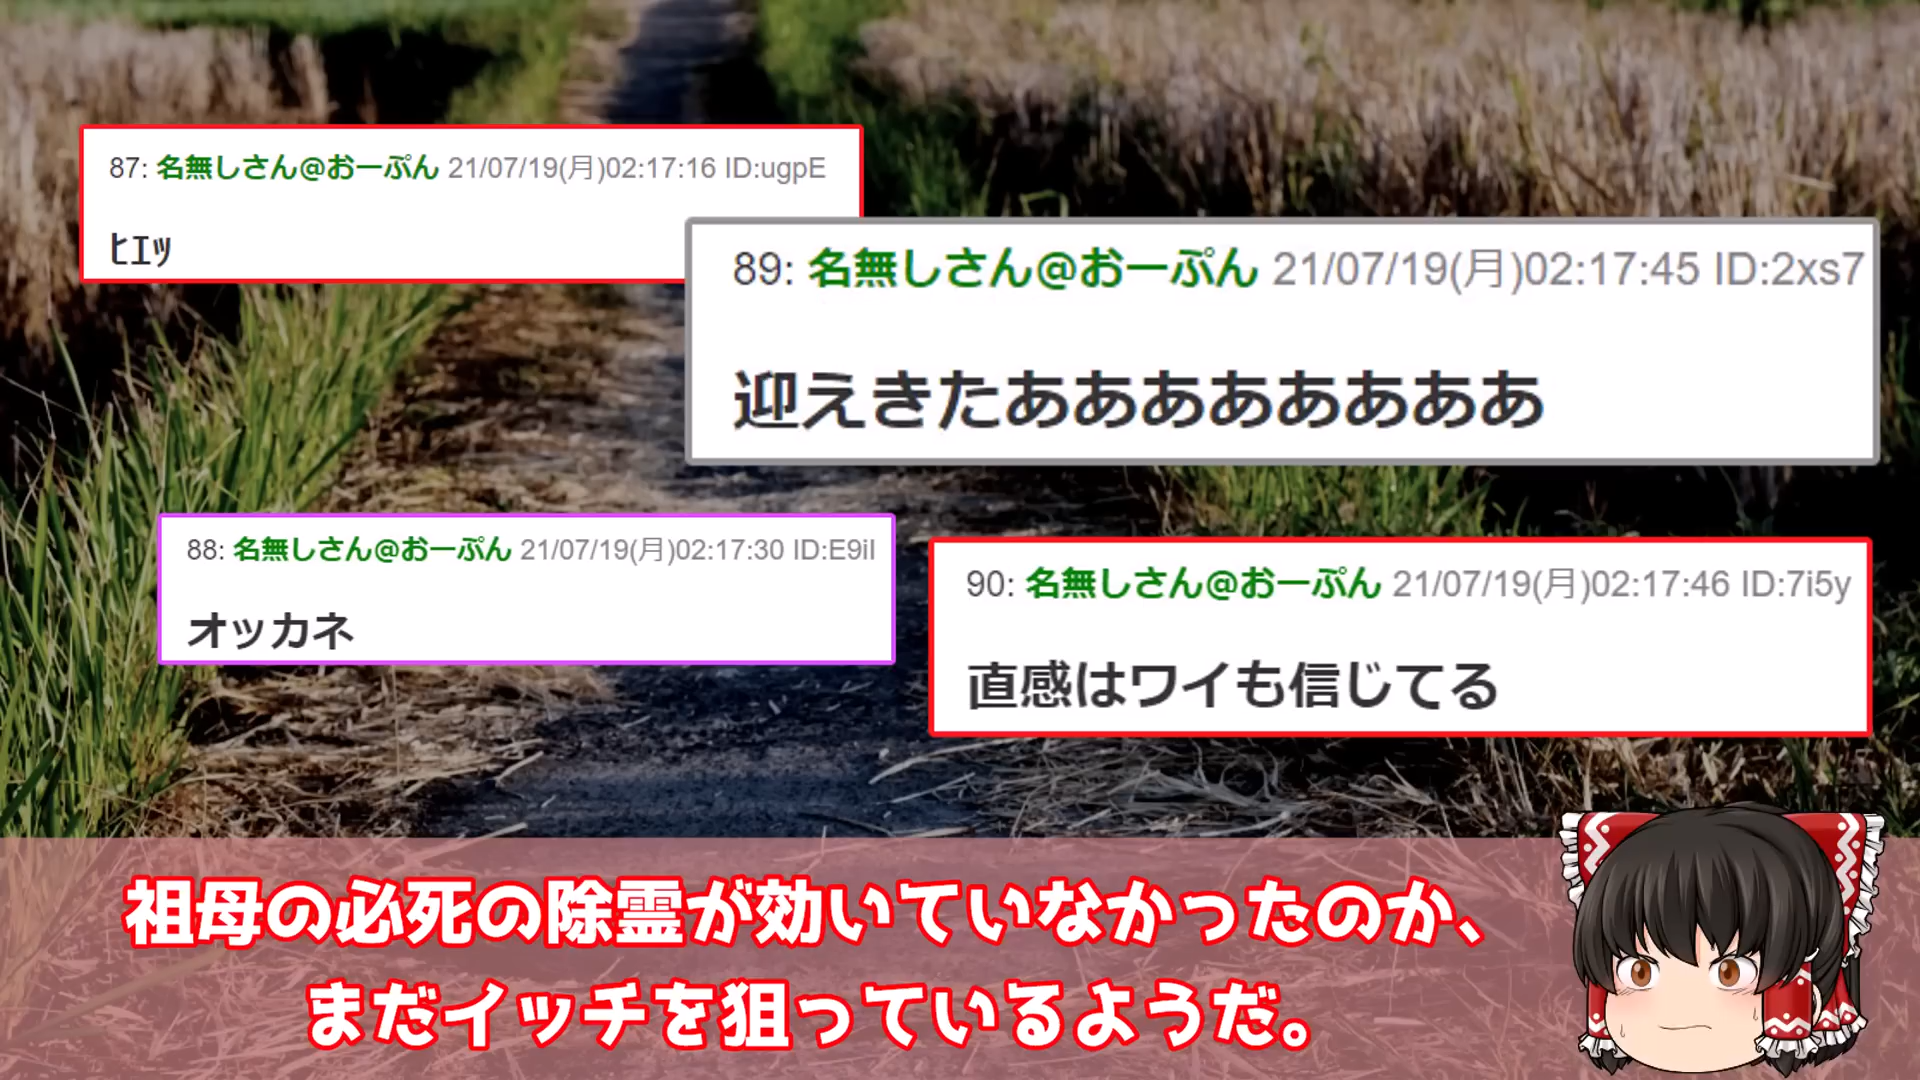 87: 名無しさん@おーぷん 21/07/19(月)02:17:16 ID:ugpE
ﾋｴｯ
88: 名無しさん@おーぷん 21/07/19(月)02:17:30 ID:E9iI
オッカネ
89: 名無しさん@おーぷん 21/07/19(月)02:17:45 ID:2xs7
迎えきたああああああああ
90: 名無しさん@おーぷん 21/07/19(月)02:17:46 ID:7i5y
直感はワイも信じてる
祖母の必死の除霊が効いていなかったのか、
まだイッチを狙っているようだ。